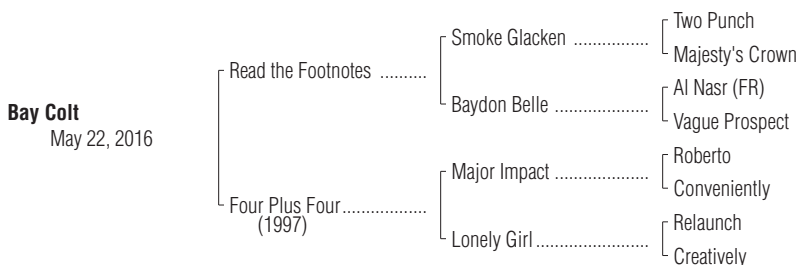 Two Punch
Smoke Glacken ................
Majesty's Crown
Read the Footnotes ..........
Al Nasr (FR)
Baydon Belle ....................
Vague Prospect
Bay Colt
May 22, 2016
Roberto
Major Impact ....................
Conveniently
Four Plus Four..................
(1997)
Relaunch
Lonely Girl ........................
Creatively